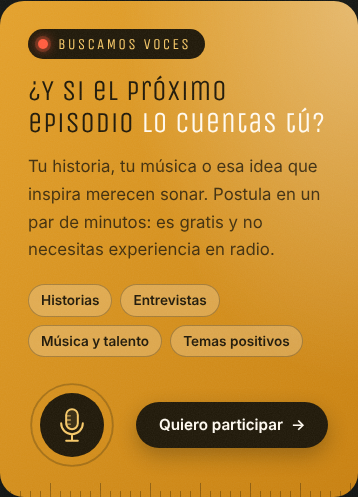 BUSCAMOS VOCES
¿Y si el próximo
episodio lo cuentas tú?
Tu historia, tu música o esa idea que
inspira merecen sonar. Postula en un
par de minutos: es gratis y no
necesitas experiencia en radio.
Historias
Entrevistas
Música y talento
Temas positivos
Quiero participar →